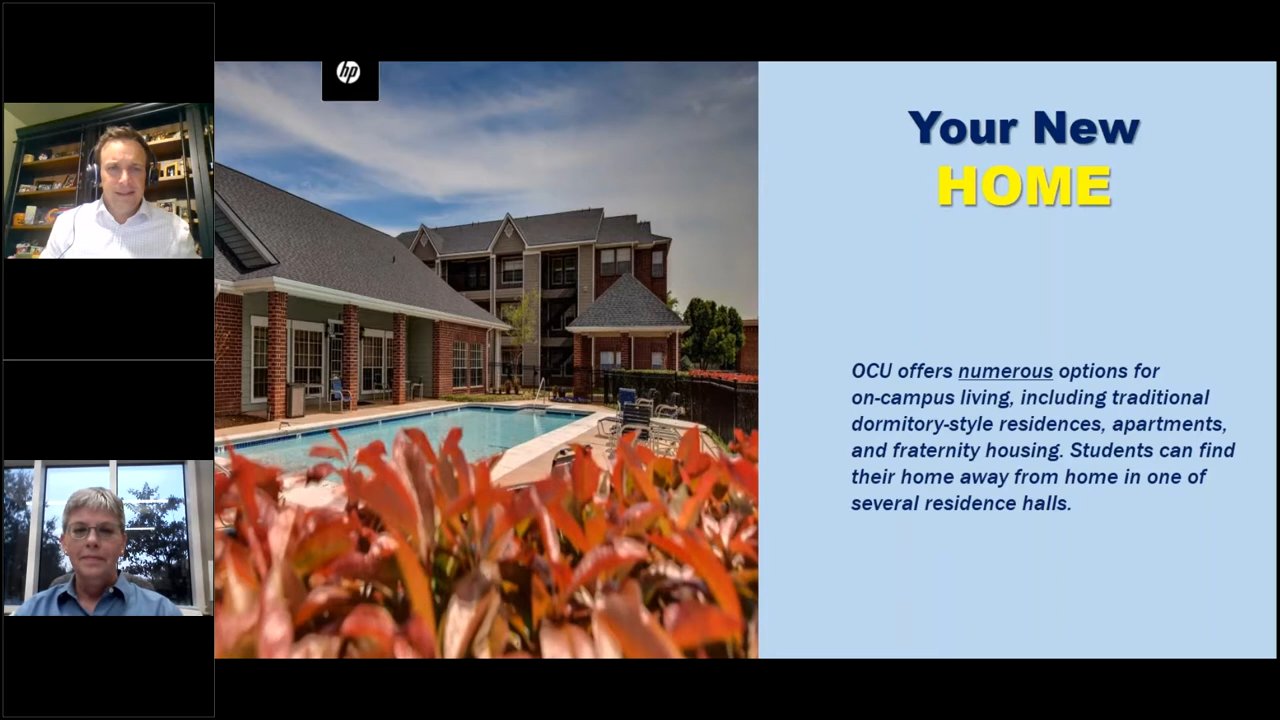 hp
Your New
HOME
OCU offers numerous options for
on-campus living, including traditional
dormitory-style residences, apartments,
and fraternity housing. Students can find
their home away from home in one of
several residence halls.